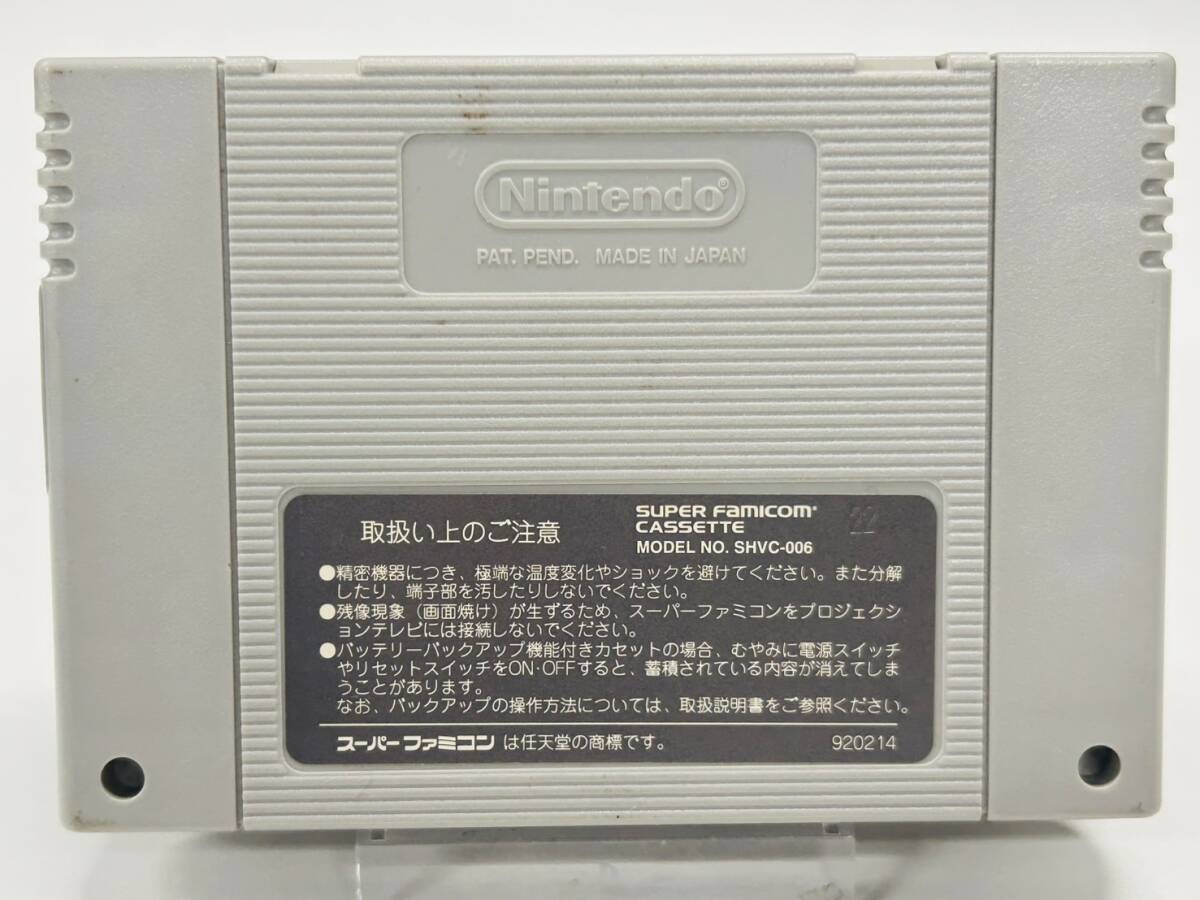 Nintendo®
PAT. PEND. MADE IN JAPAN
取扱い上のご注意
SUPER FAMICOM®
CASSETTE
MODEL NO. SHVC-006
22
●精密機器につき、極端な温度変化やショックを避けてください。また分解
したり、端子部を汚したりしないでください。
●残像現象（画面焼け）が生ずるため、スーパーファミコンをプロジェクシ
ョンテレビには接続しないでください。
●バッテリーバックアップ機能付きカセットの場合、むやみに電源スイッチ
やリセットスイッチをON・OFFすると、蓄積されている内容が消えてしま
うことがあります。
なお、バックアップの操作方法については、取扱説明書をご参照ください。
スーパーファミコン は任天堂の商標です。
920214